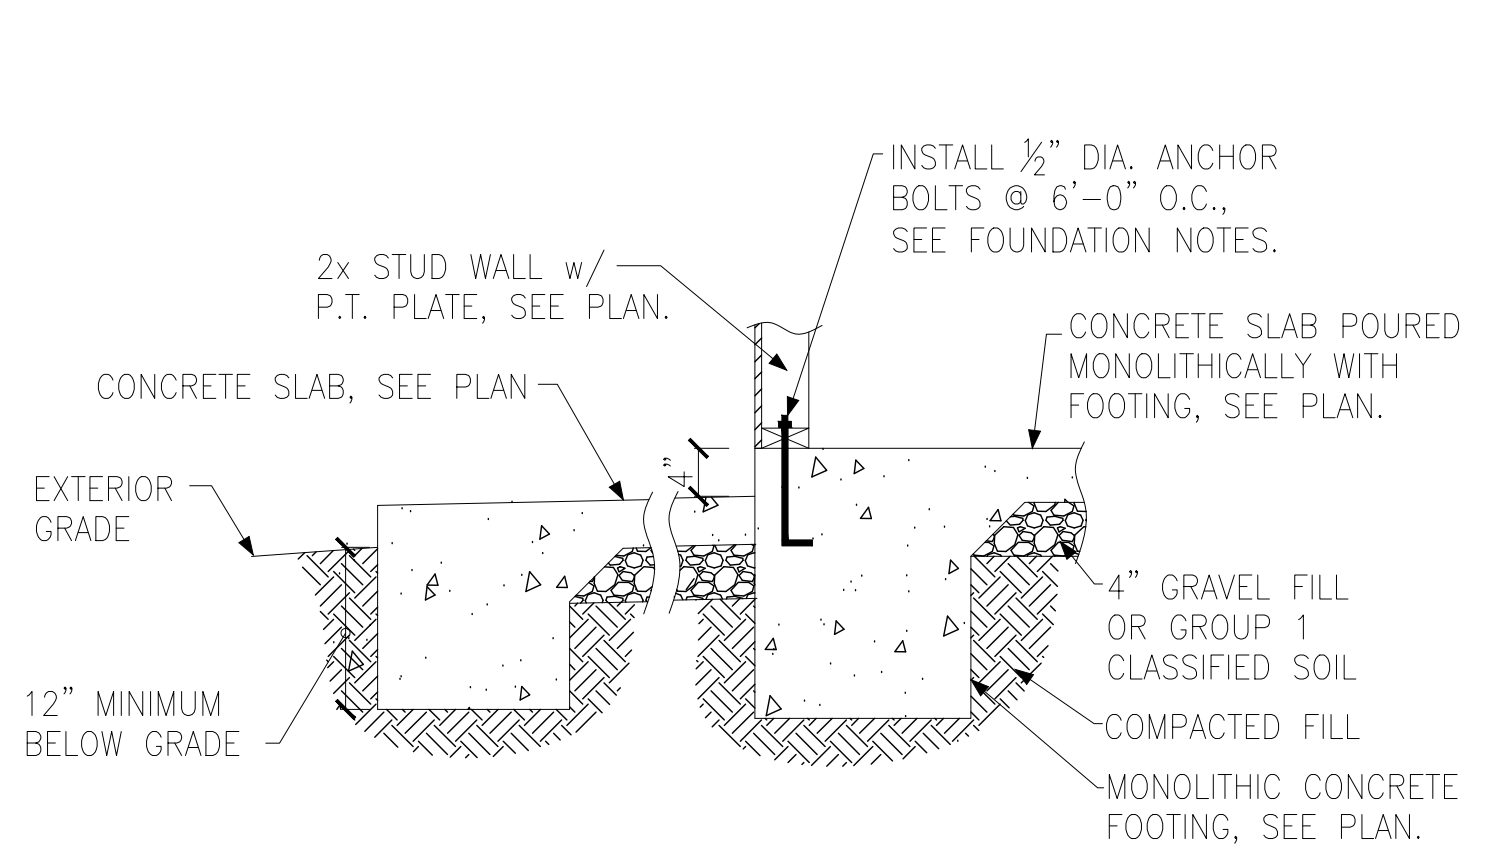 INSTALL ½” DIA. ANCHOR
BOLTS @ 6’-0” O.C.,
SEE FOUNDATION NOTES.
2x STUD WALL w/
P.T. PLATE, SEE PLAN.
CONCRETE SLAB POURED
MONOLITHICALLY WITH
FOOTING, SEE PLAN.
CONCRETE SLAB, SEE PLAN
4”
EXTERIOR
GRADE
4” GRAVEL FILL
OR GROUP 1
CLASSIFIED SOIL
12” MINIMUM
BELOW GRADE
COMPACTED FILL
MONOLITHIC CONCRETE
FOOTING, SEE PLAN.